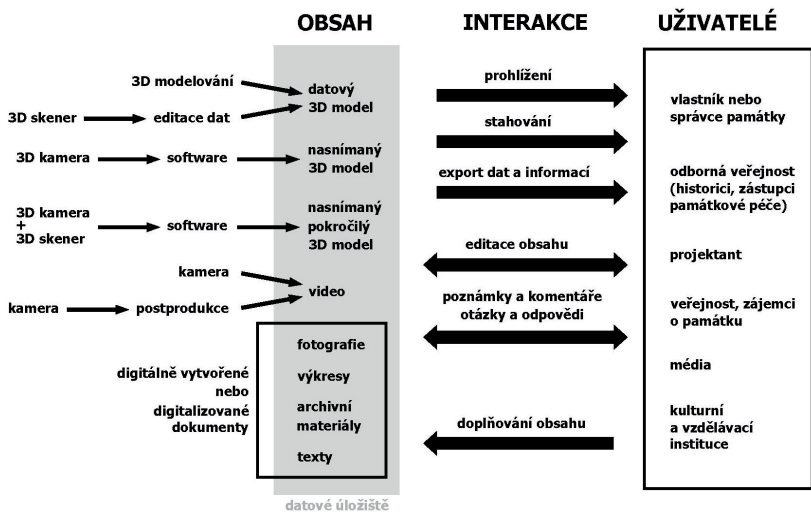 OBSAH
INTERAKCE
UŽIVATELÉ
3D modelování
3D skener
editace dat
datový
3D model
3D kamera
software
nasnímaný
3D model
3D kamera
+
3D skener
software
nasnímaný
pokročilý
3D model
kamera
kamera
postprodukce
video
digitálně vytvořené
nebo
digitalizované
dokumenty
fotografie
výkresy
archivní
materiály
texty
datové úložiště
prohlížení
stahování
export dat a informací
editace obsahu
poznámky a komentáře
otázky a odpovědi
doplňování obsahu
vlastník nebo
správce památky
odborná veřejnost
(historici, zástupci
památkové péče)
projektant
veřejnost, zájemci
o památku
média
kulturní
a vzdělávací
instituce